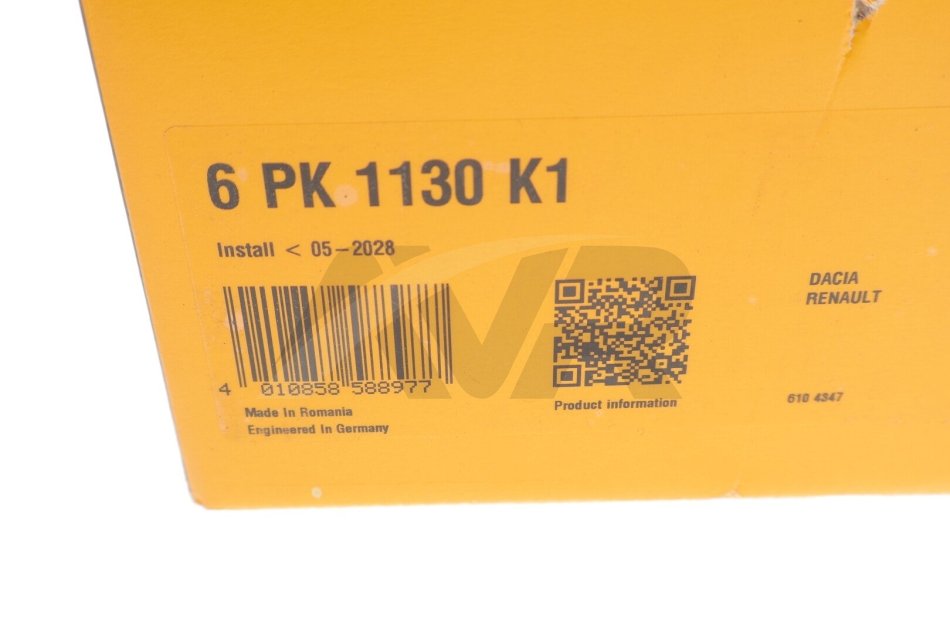 6 PK 1130 K1
Install < 05-2028
4 010858 588977
Made In Romania
Engineered In Germany
Product information
DACIA
RENAULT
610 4347